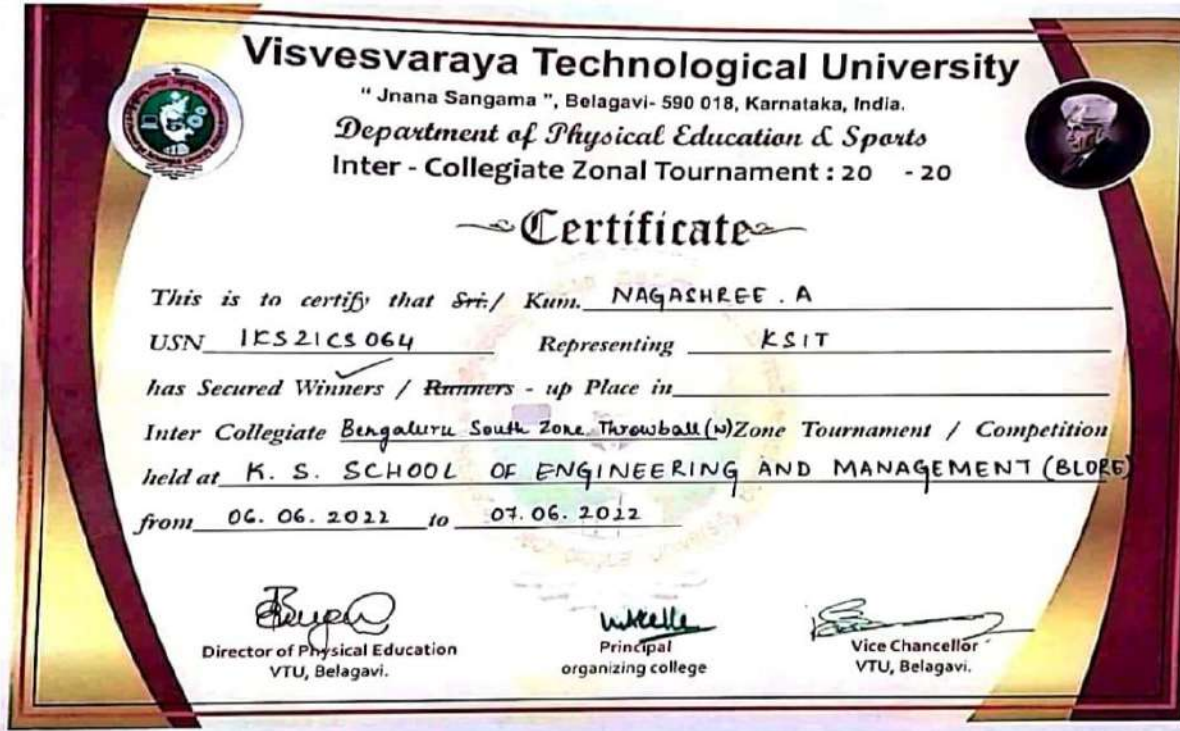 Visvesvaraya Technological University
" Jnana Sangama ", Belagavi- 590 018, Karnataka, India.
Department of Physical Education & Sports
Inter - Collegiate Zonal Tournament : 20 - 20
Certificate
This is to certify that Sri./ Kum. NAGASHREE . A
USN 1KS21CS064 Representing KSIT
has Secured Winners / Runners - up Place in
Inter Collegiate Bengaluru South Zone Throwball (W) Zone Tournament / Competition
held at K. S. SCHOOL OF ENGINEERING AND MANAGEMENT (BLORE)
from 06. 06. 2022 to 07. 06. 2022
Director of Physical Education Principal Vice Chancellor
VTU, Belagavi. organizing college VTU, Belagavi.